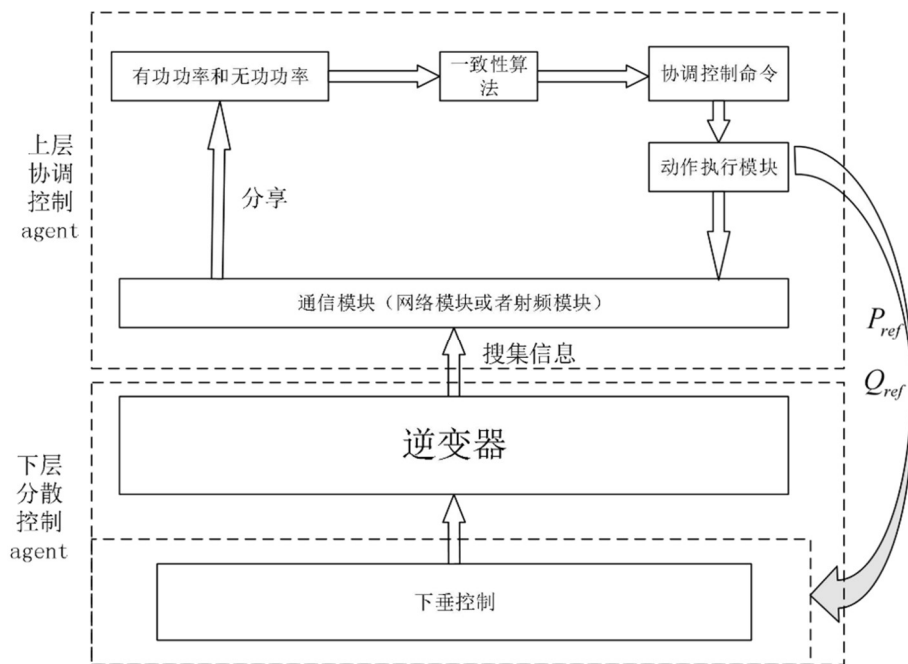 有功功率和无功功率
一致性算
法
协调控制命令
动作执行模块
上层
协调
控制
agent
分享
通信模块（网络模块或者射频模块）
搜集信息
P_ref
Q_ref
逆变器
下层
分散
控制
agent
下垂控制